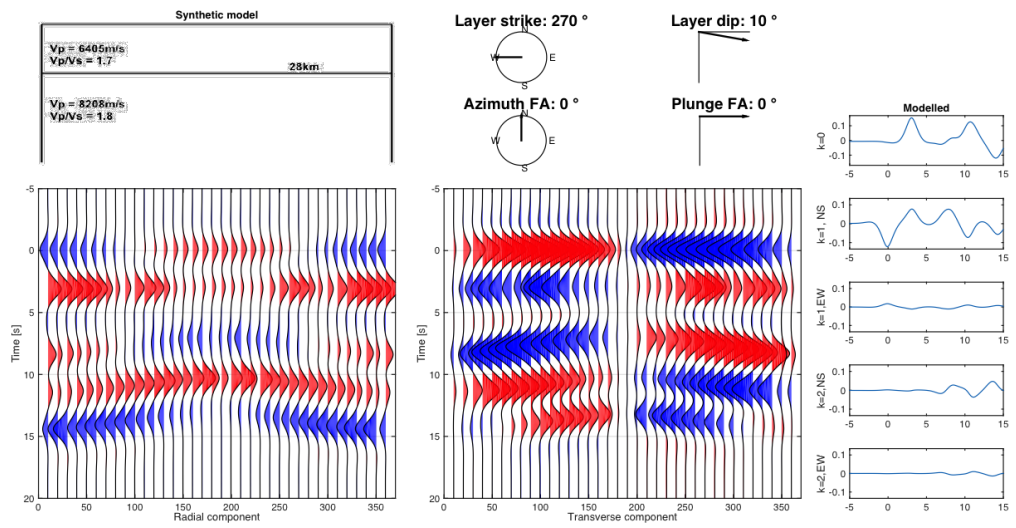 Synthetic model
Vp = 6405m/s
Vp/Vs = 1.7
28km
Vp = 8208m/s
Vp/Vs = 1.8
Layer strike: 270 °
N
W
E
S
Layer dip: 10 °
Azimuth FA: 0 °
N
W
E
S
Plunge FA: 0 °
-5
0
5
10
15
20
Time [s]
0 50 100 150 200 250 300 350
Radial component
-5
0
5
10
15
20
Time [s]
0 50 100 150 200 250 300 350
Transverse component
Modelled
k=0
0.1
0
-0.1
-5 0 5 10 15
k=1, NS
0.1
0
-0.1
-5 0 5 10 15
k=1,EW
0.1
0
-0.1
-5 0 5 10 15
k=2,NS
0.1
0
-0.1
-5 0 5 10 15
k=2,EW
0.1
0
-0.1
-5 0 5 10 15